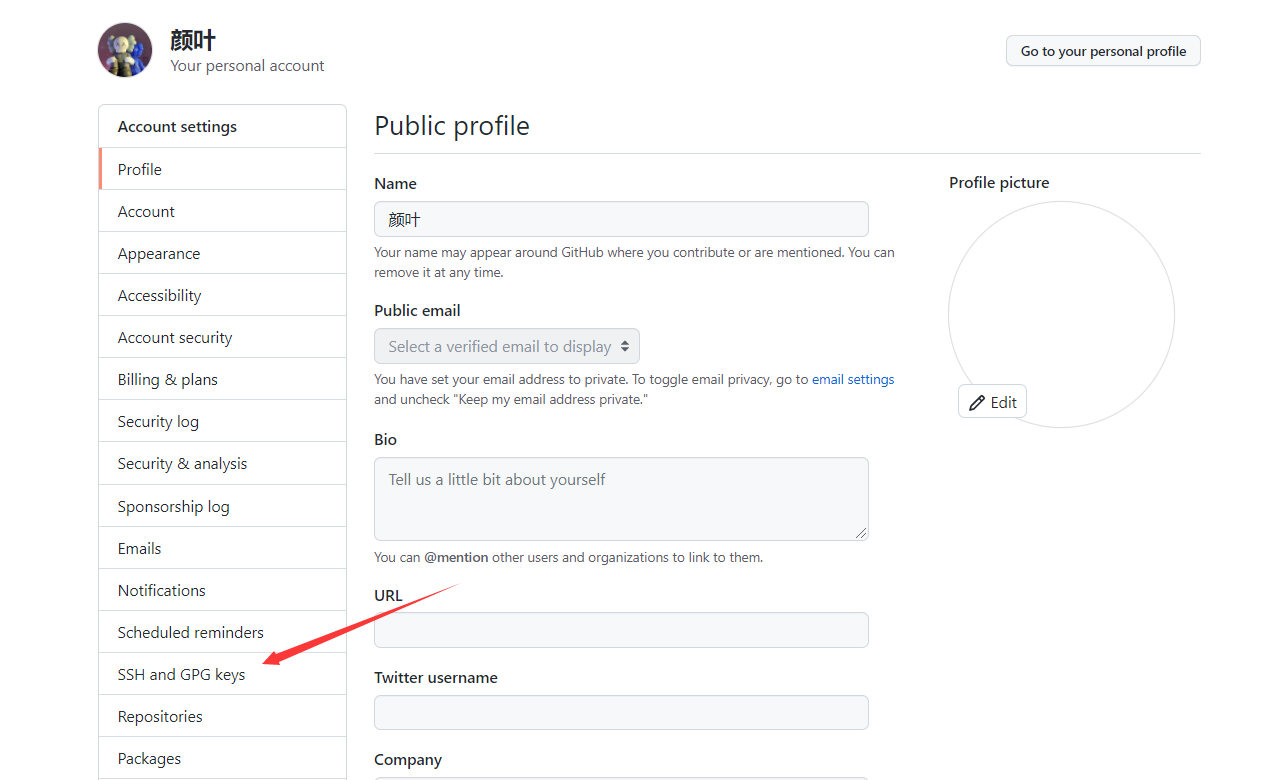 颜叶
Your personal account
Go to your personal profile
Account settings
Profile
Account
Appearance
Accessibility
Account security
Billing & plans
Security log
Security & analysis
Sponsorship log
Emails
Notifications
Scheduled reminders
SSH and GPG keys
Repositories
Packages
Public profile
Name
颜叶
Your name may appear around GitHub where you contribute or are mentioned. You can
remove it at any time.
Public email
Select a verified email to display
You have set your email address to private. To toggle email privacy, go to email settings
and uncheck "Keep my email address private."
Bio
Tell us a little bit about yourself
You can @mention other users and organizations to link to them.
URL
Twitter username
Company
Profile picture
Edit